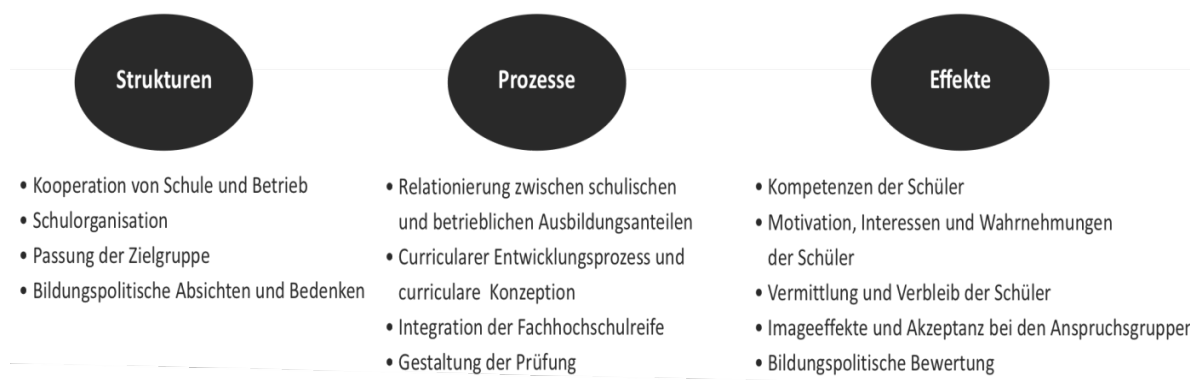 Strukturen
• Kooperation von Schule und Betrieb
• Schulorganisation
• Passung der Zielgruppe
• Bildungspolitische Absichten und Bedenken
Prozesse
• Relationierung zwischen schulischen
und betrieblichen Ausbildungsanteilen
• Curricularer Entwicklungsprozess und
curriculare Konzeption
• Integration der Fachhochschulreife
• Gestaltung der Prüfung
Effekte
• Kompetenzen der Schüler
• Motivation, Interessen und Wahrnehmungen
der Schüler
• Vermittlung und Verbleib der Schüler
• Imageeffekte und Akzeptanz bei den Anspruchsgruppen
• Bildungspolitische Bewertung